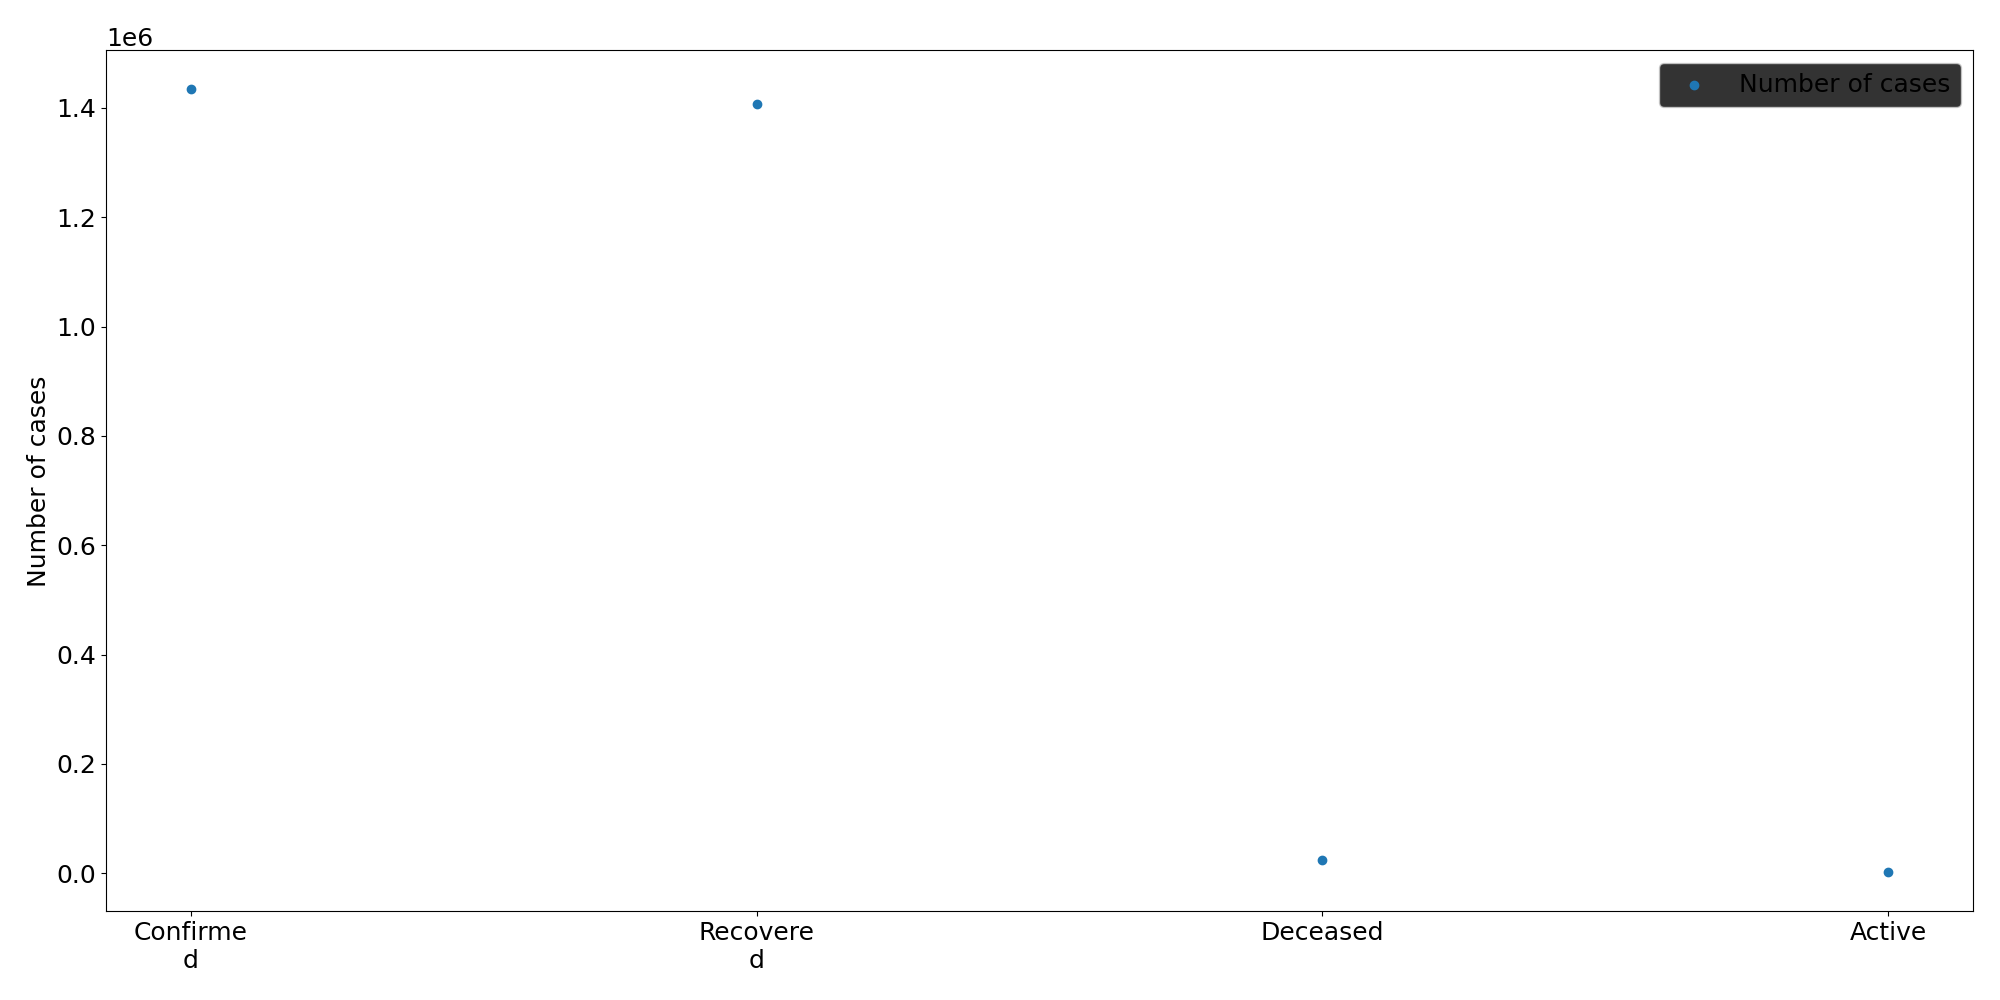 1e6
Number of cases
1.4
1.2
1.0
0.8
0.6
0.4
0.2
0.0
Number of cases
Confirme
d
Recovere
d
Deceased
Active